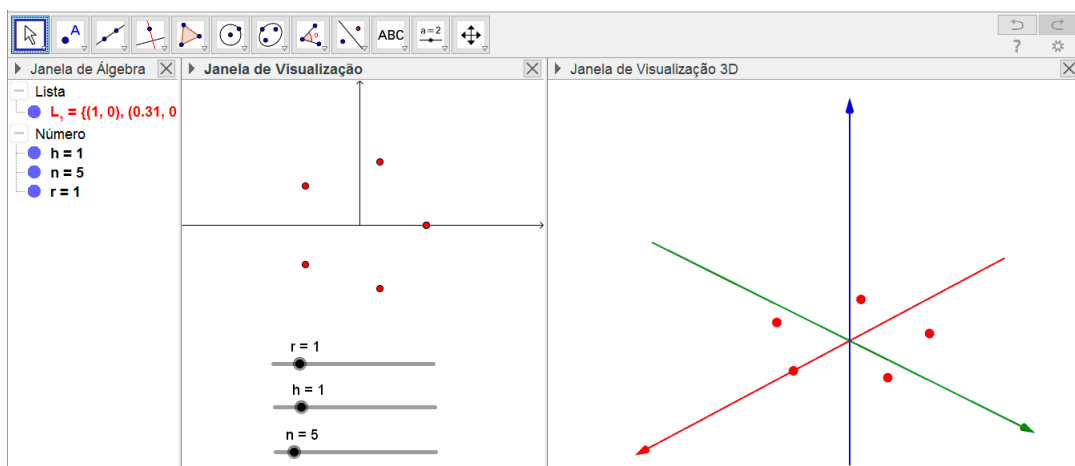 A
α
ABC
a=2
?
Janela de Álgebra
Janela de Visualização
Janela de Visualização 3D
Lista
L₁ = {(1, 0), (0.31, 0
Número
h = 1
n = 5
r = 1
r = 1
h = 1
n = 5